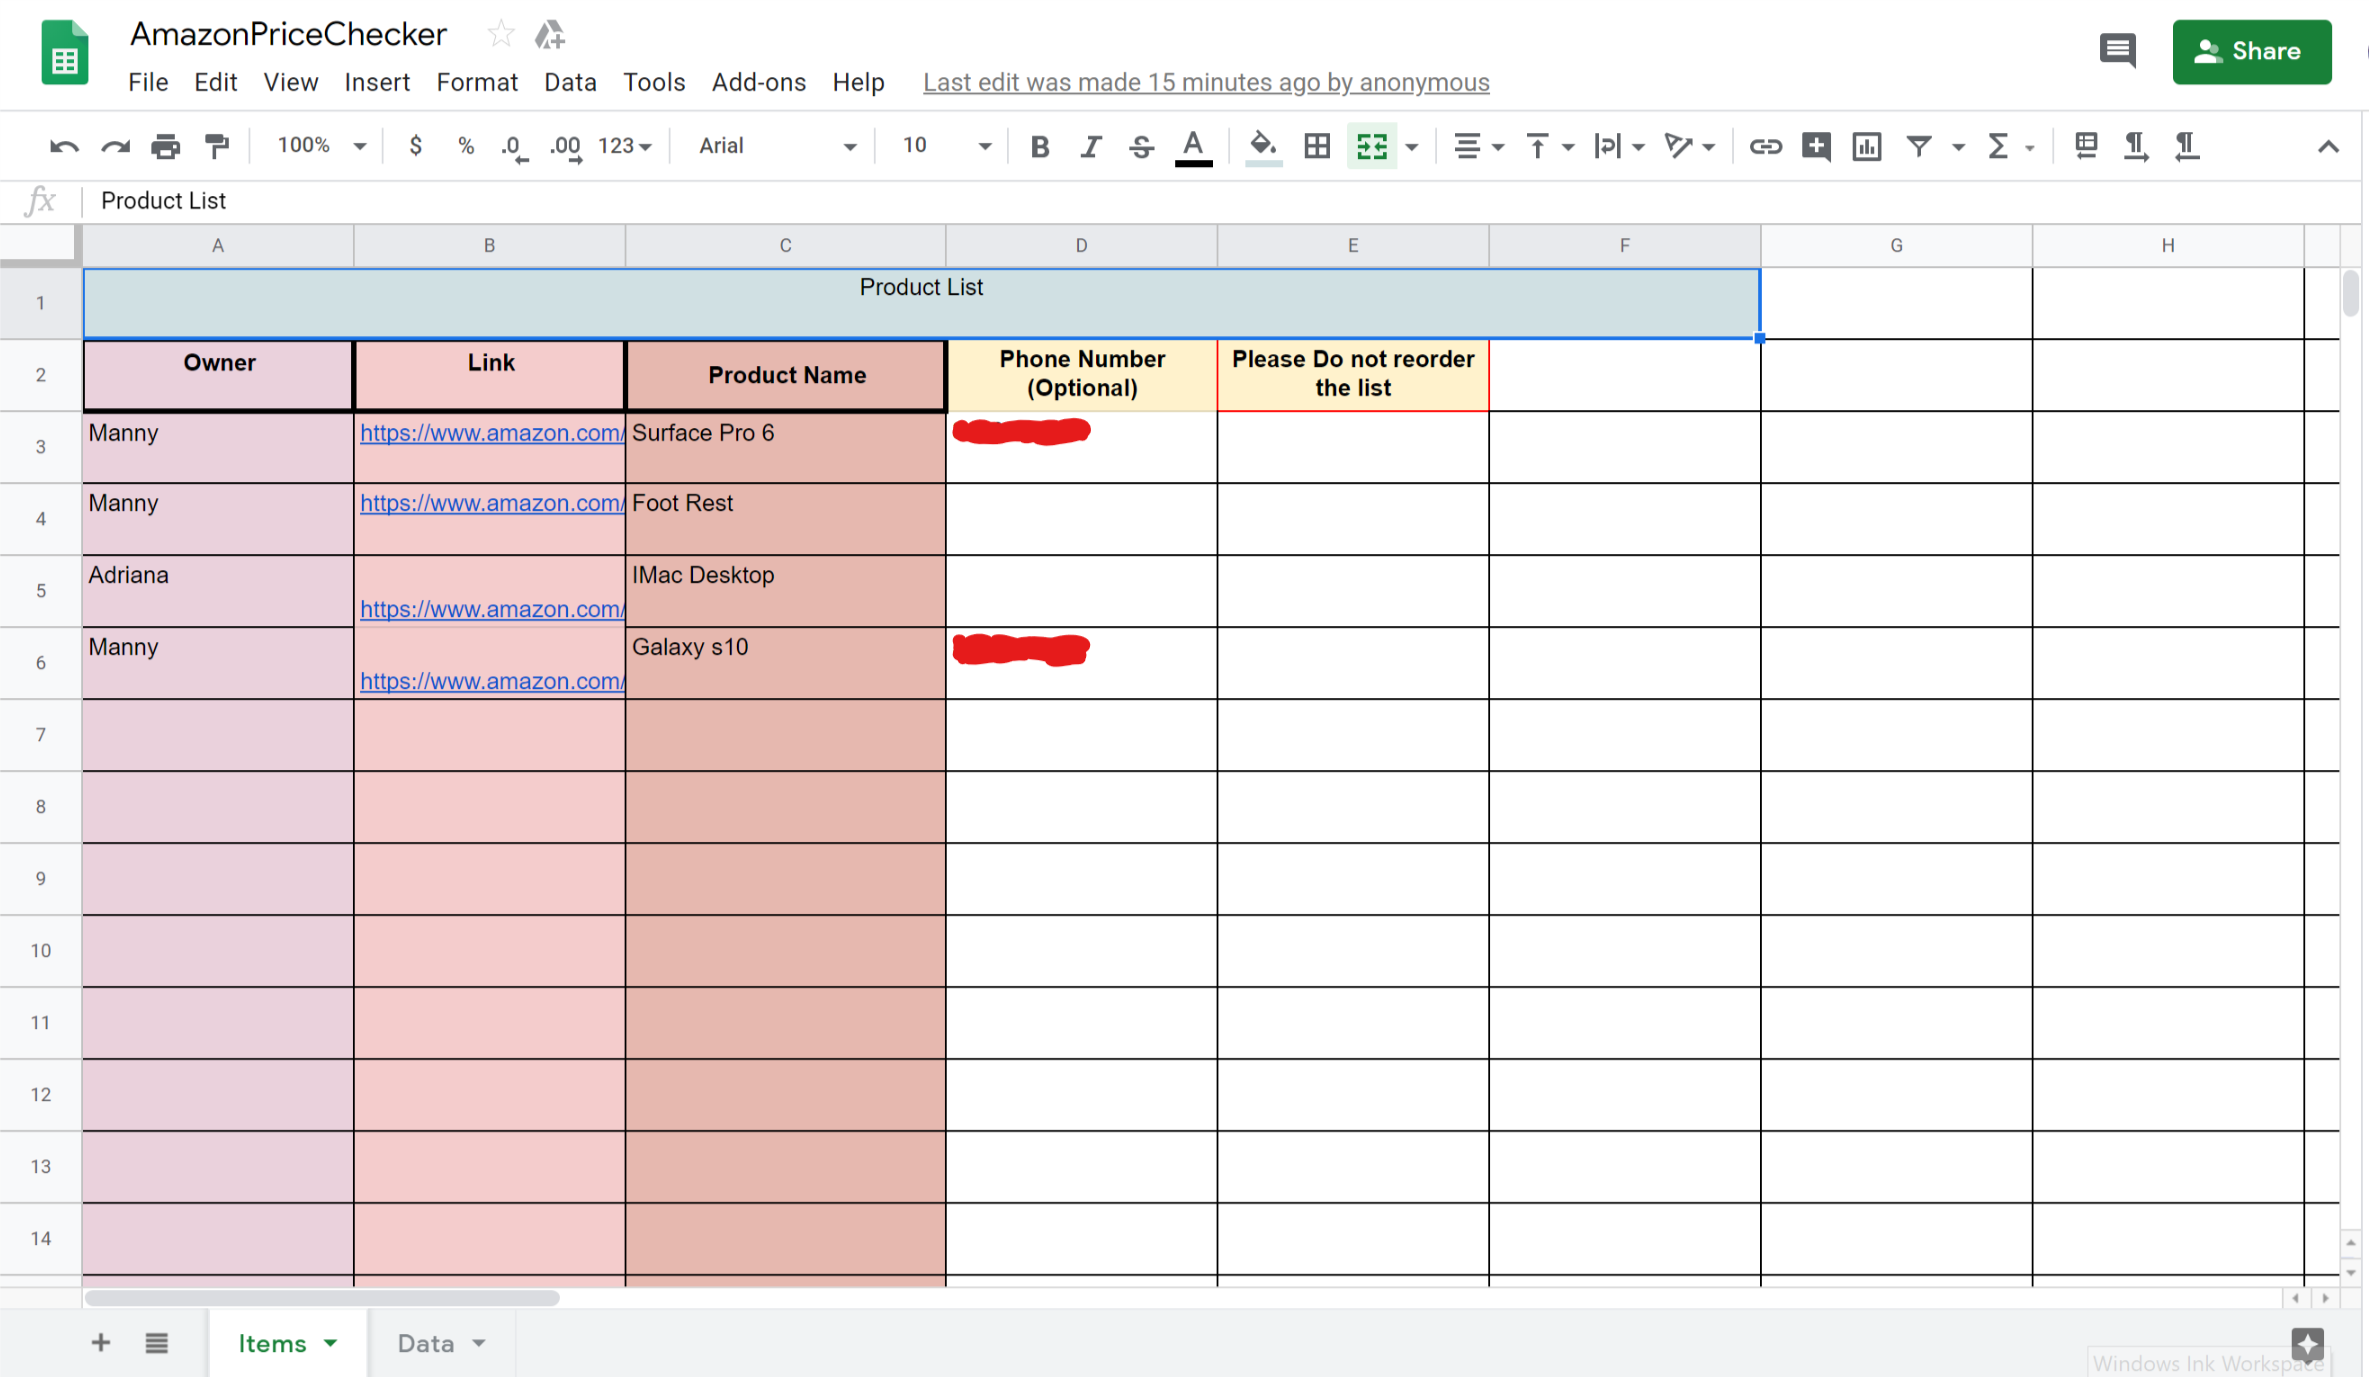 AmazonPriceChecker
File Edit View Insert Format Data Tools Add-ons Help Last edit was made 15 minutes ago by anonymous
Share
100% $ % .0 .00 123 Arial 10 B I S A
fx Product List
A B C D E F G H
1 Product List
2 Owner Link Product Name Phone Number (Optional) Please Do not reorder the list
3 Manny https://www.amazon.com/ Surface Pro 6
4 Manny https://www.amazon.com/ Foot Rest
5 Adriana https://www.amazon.com/ IMac Desktop
6 Manny https://www.amazon.com/ Galaxy s10
7
8
9
10
11
12
13
14
Items Data
Windows Ink Workspace